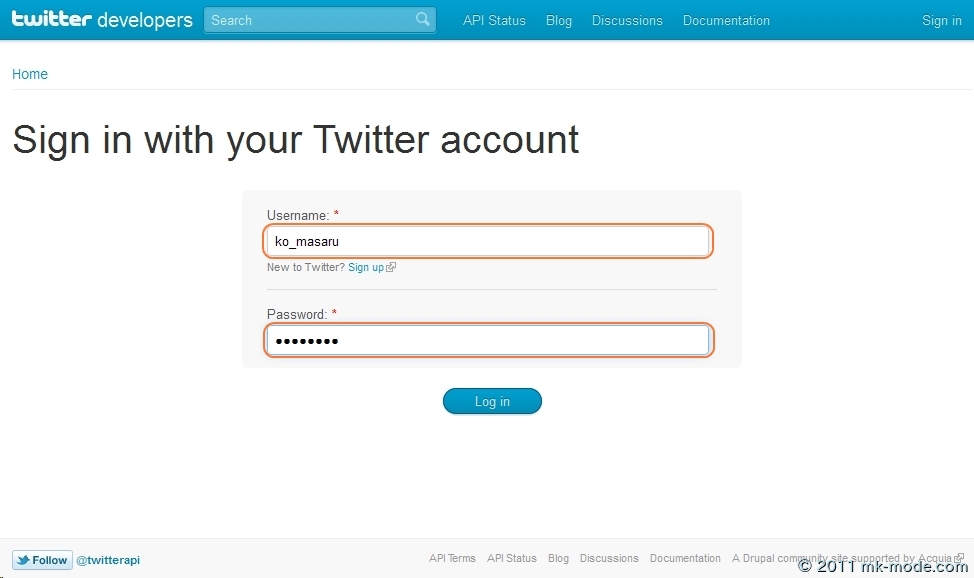 twitter developers Search API Status Blog Discussions Documentation Sign in
Home
Sign in with your Twitter account
Username: *
ko_masaru
New to Twitter? Sign up
Password: *
••••••••
Log in
Follow @twitterapi API Terms API Status Blog Discussions Documentation A Drupal community site supported by Acquia
© 2011 mk-mode.com